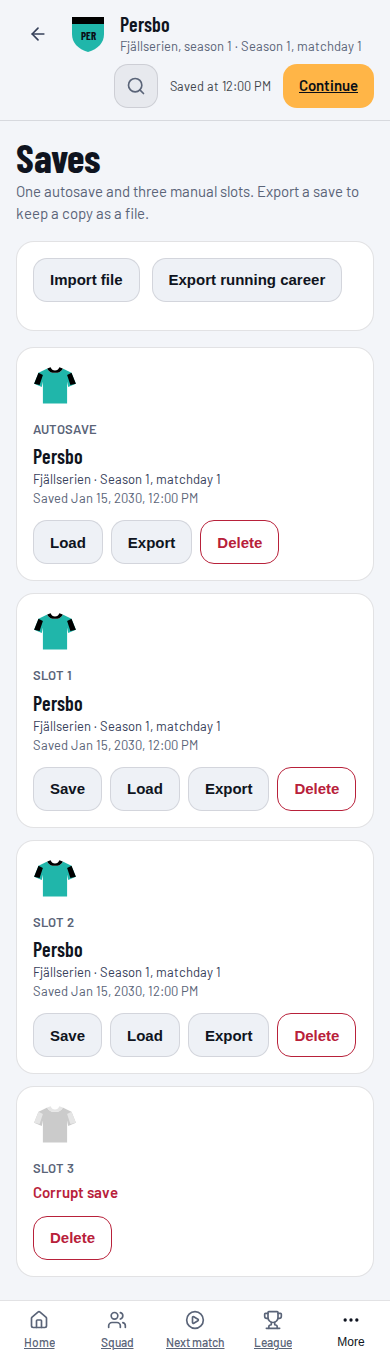 Persbo
PER
Fjällserien, season 1 · Season 1, matchday 1
Saved at 12:00 PM
Continue
Saves
One autosave and three manual slots. Export a save to
keep a copy as a file.
Import file
Export running career
AUTOSAVE
Persbo
Fjällserien · Season 1, matchday 1
Saved Jan 15, 2030, 12:00 PM
Load
Export
Delete
SLOT 1
Persbo
Fjällserien · Season 1, matchday 1
Saved Jan 15, 2030, 12:00 PM
Save
Load
Export
Delete
SLOT 2
Persbo
Fjällserien · Season 1, matchday 1
Saved Jan 15, 2030, 12:00 PM
Save
Load
Export
Delete
SLOT 3
Corrupt save
Delete
Home
Squad
Next match
League
More